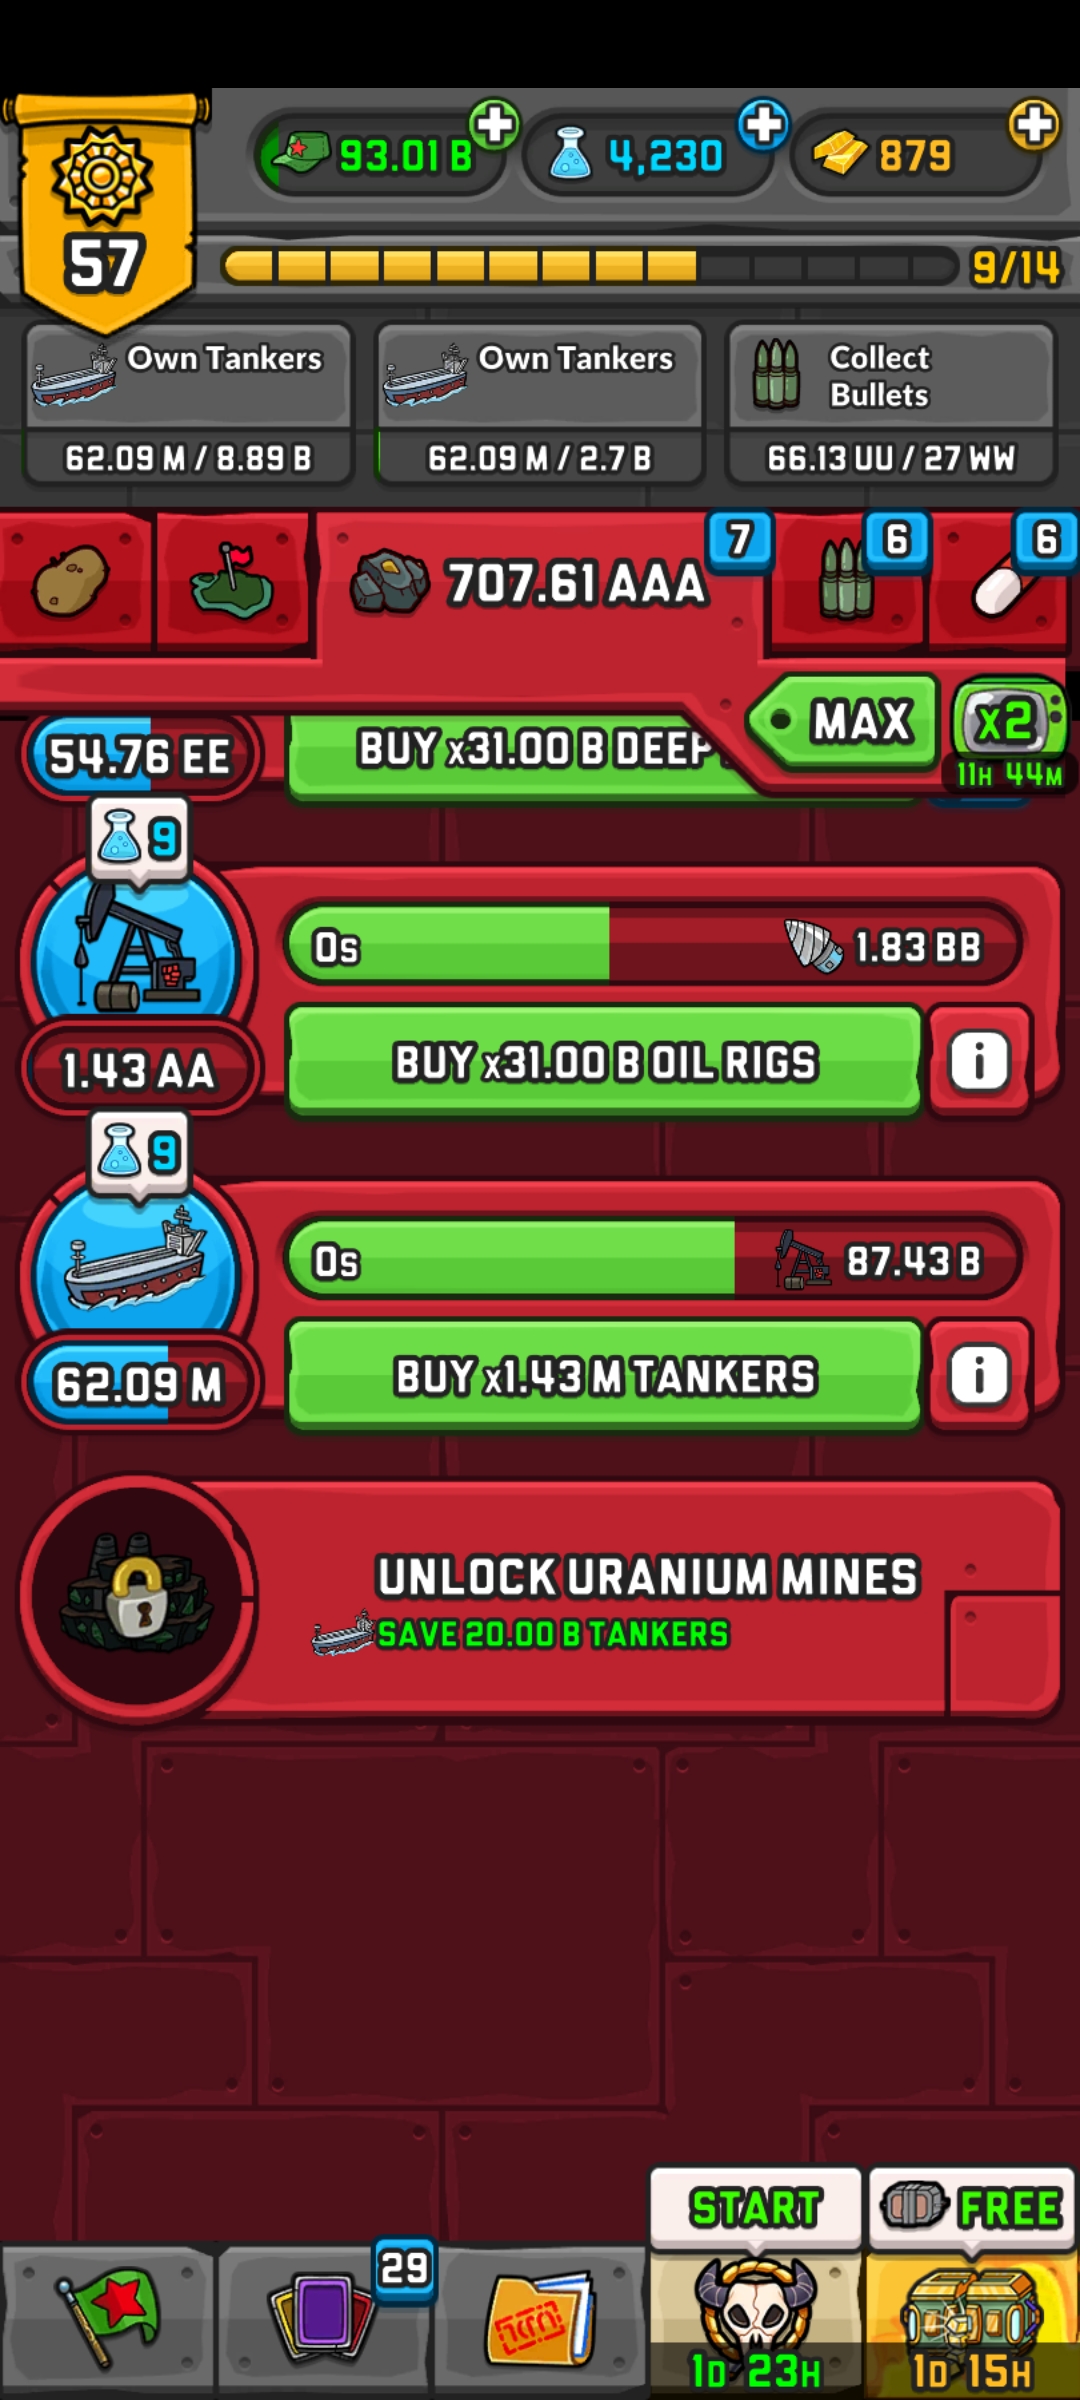 93.01 B
4,230
879
57
9/14
Own Tankers
62.09 M / 8.89 B
Own Tankers
62.09 M / 2.7 B
Collect
Bullets
66.13 UU / 27 WW
707.61 AAA
7
6
6
MAX
x2
11H 44M
54.76 EE
BUY x31.00 B DEEP
9
0s
1.83 BB
1.43 AA
BUY x31.00 B OIL RIGS
i
9
0s
87.43 B
62.09 M
BUY x1.43 M TANKERS
i
UNLOCK URANIUM MINES
SAVE 20.00 B TANKERS
29
START
1D 23H
FREE
1D 15H